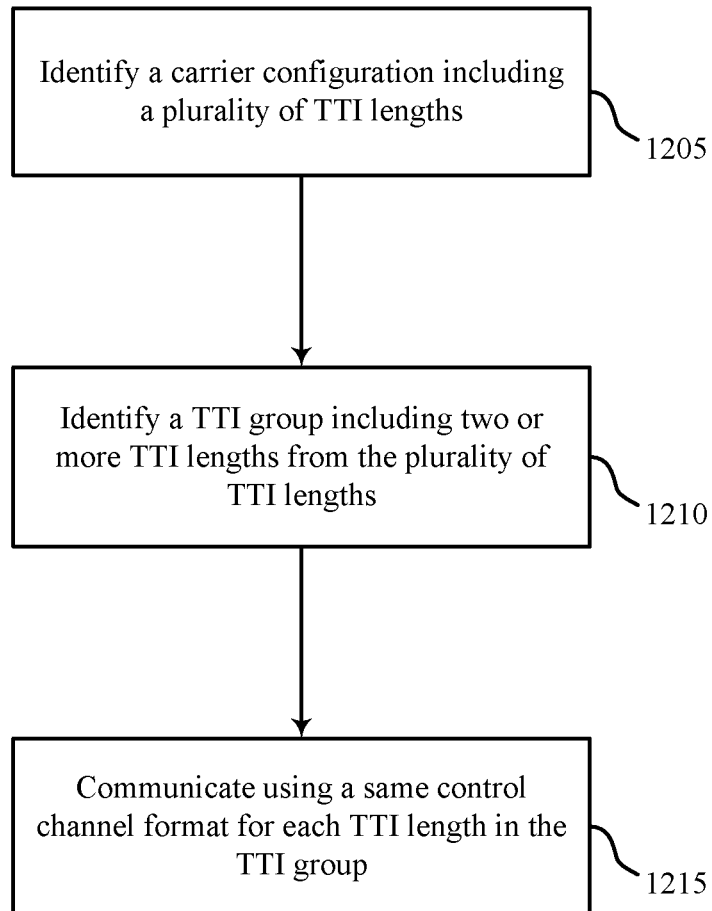 Identify a carrier configuration including
a plurality of TTI lengths
1205
Identify a TTI group including two or
more TTI lengths from the plurality of
TTI lengths
1210
Communicate using a same control
channel format for each TTI length in the
TTI group
1215